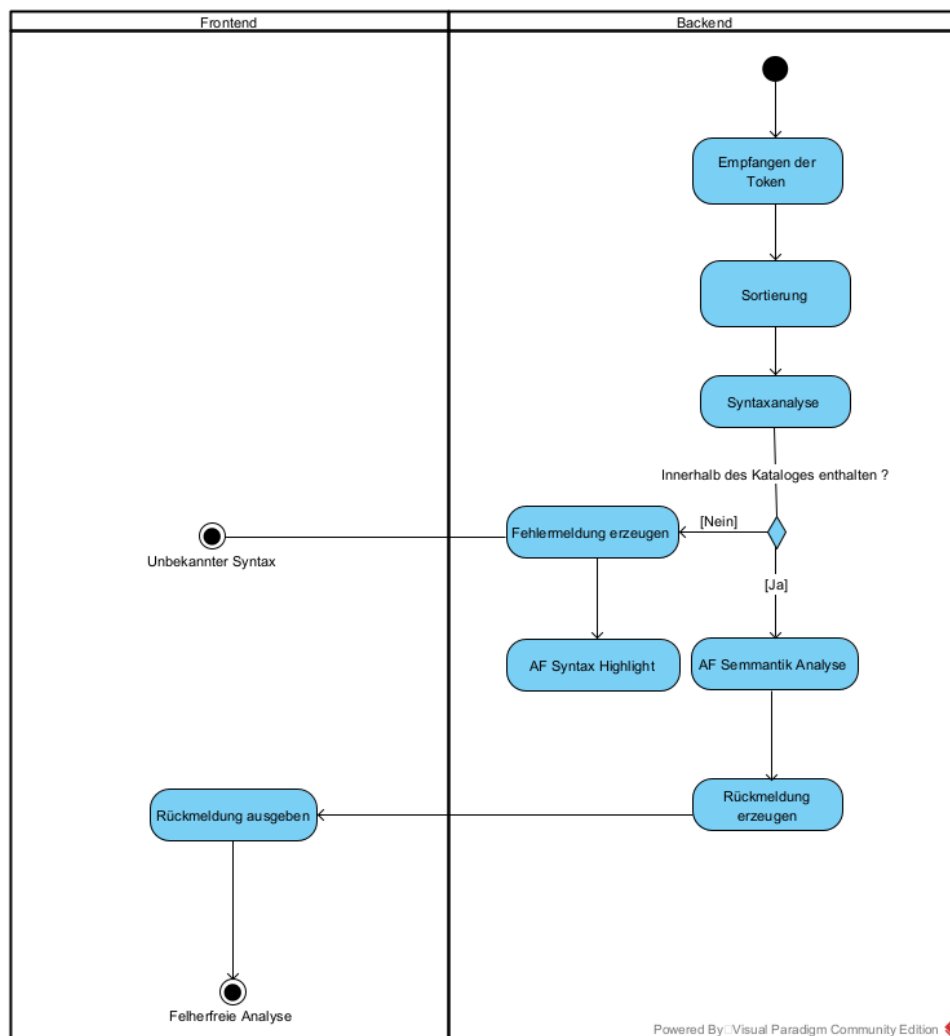 Frontend
Backend
Empfangen der
Token
Sortierung
Syntaxanalyse
Innerhalb des Kataloges enthalten ?
[Nein]
Fehlermeldung erzeugen
Unbekannter Syntax
[Ja]
AF Syntax Highlight
AF Semmantik Analyse
Rückmeldung
erzeugen
Rückmeldung ausgeben
Felherfreie Analyse
Powered By Visual Paradigm Community Edition